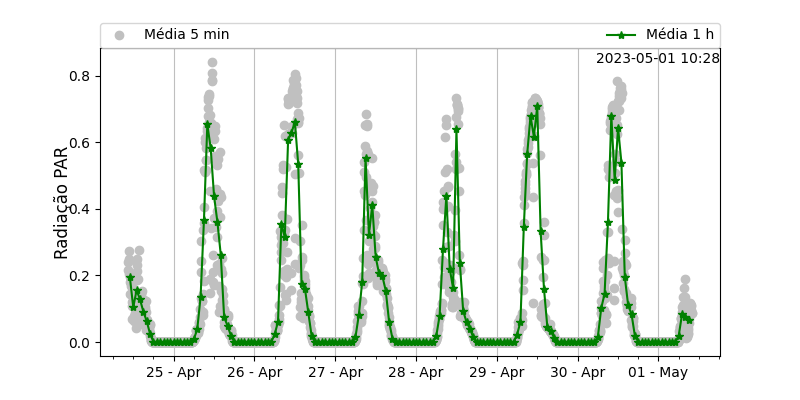 Média 5 min
Média 1 h
2023-05-01 10:28
Radiação PAR
0.8
0.6
0.4
0.2
0.0
25 - Apr
26 - Apr
27 - Apr
28 - Apr
29 - Apr
30 - Apr
01 - May